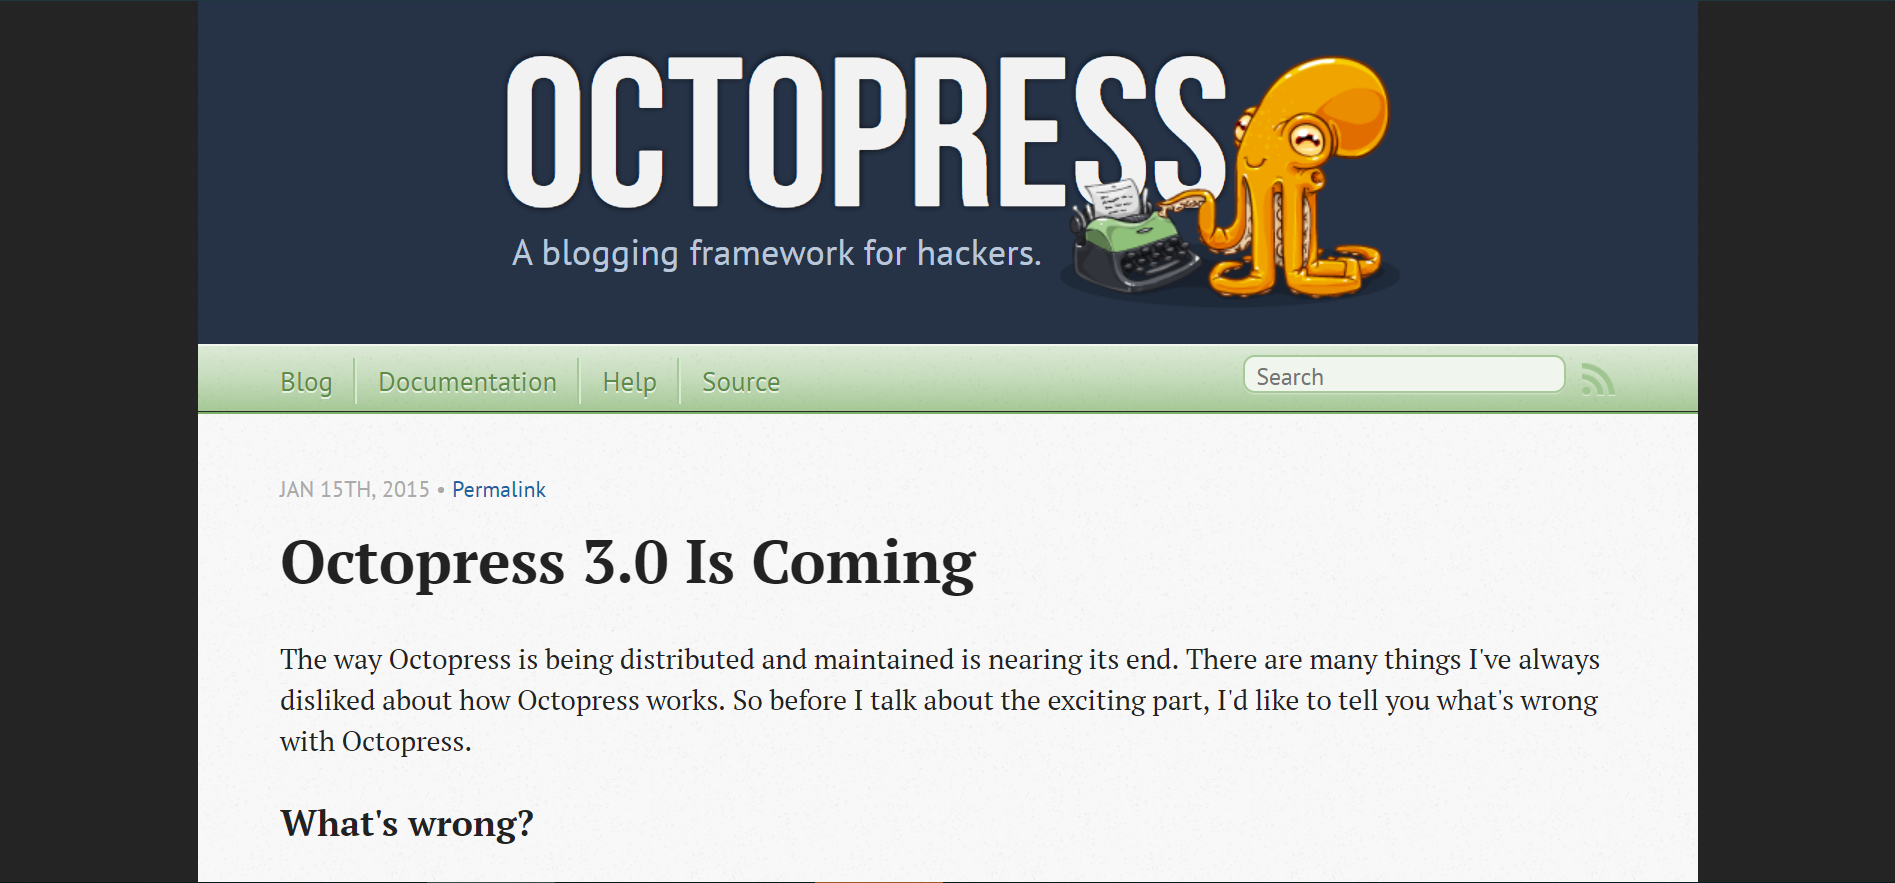 OCTOPRESS
A blogging framework for hackers.
Blog
Documentation
Help
Source
Search
JAN 15TH, 2015 • Permalink
Octopress 3.0 Is Coming
The way Octopress is being distributed and maintained is nearing its end. There are many things I've always
disliked about how Octopress works. So before I talk about the exciting part, I'd like to tell you what's wrong
with Octopress.
What's wrong?